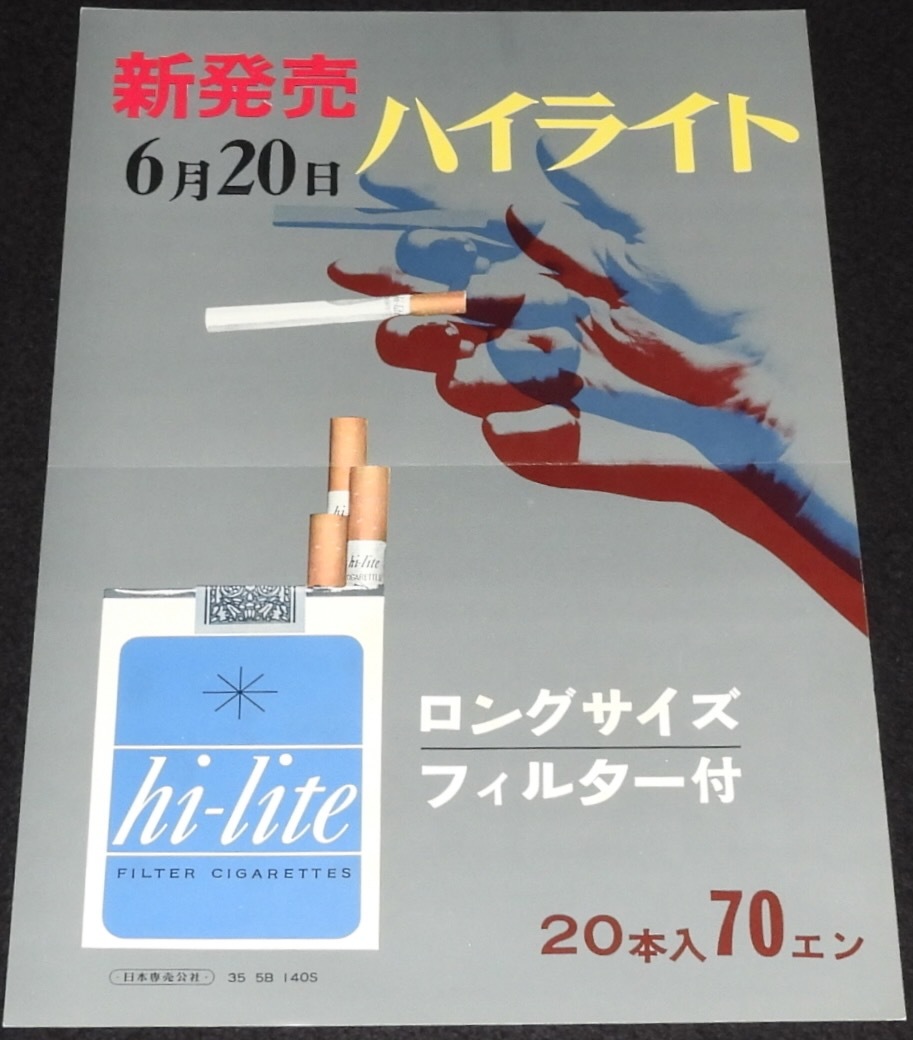 新発売
6月20日
ハイライト
hi
hi-lite
hi-lite
FILTER CIGARETTES
ロングサイズ
フィルター付
20本入70エン
日本専売公社 35 5B 140S